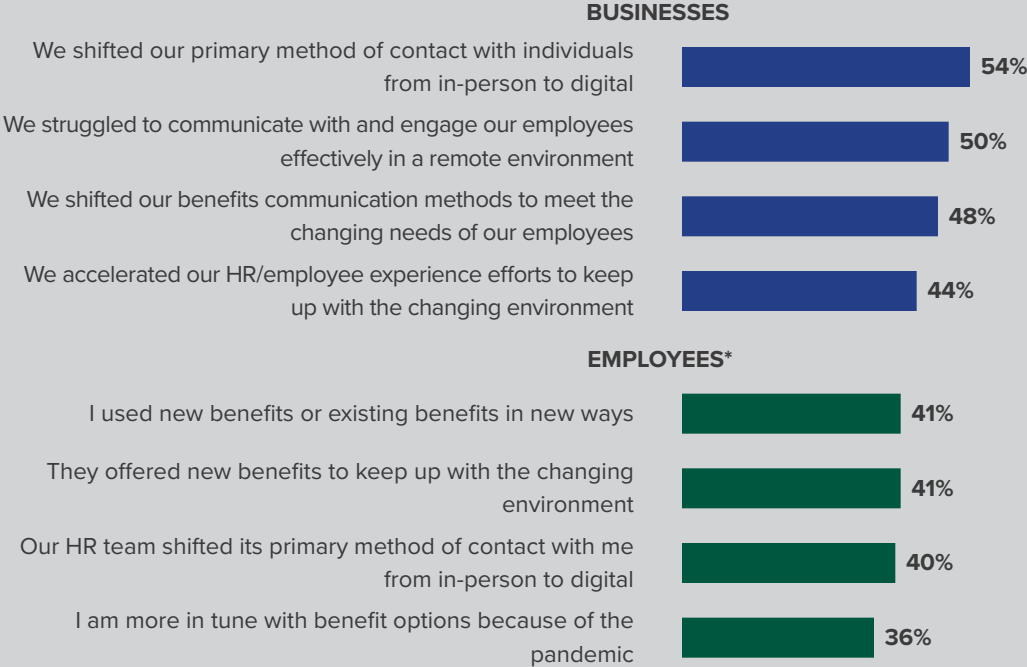 BUSINESSES
We shifted our primary method of contact with individuals
from in-person to digital
54%
We struggled to communicate with and engage our employees
effectively in a remote environment
50%
We shifted our benefits communication methods to meet the
changing needs of our employees
48%
We accelerated our HR/employee experience efforts to keep
up with the changing environment
44%
EMPLOYEES*
I used new benefits or existing benefits in new ways
41%
They offered new benefits to keep up with the changing
environment
41%
Our HR team shifted its primary method of contact with me
from in-person to digital
40%
I am more in tune with benefit options because of the
pandemic
36%